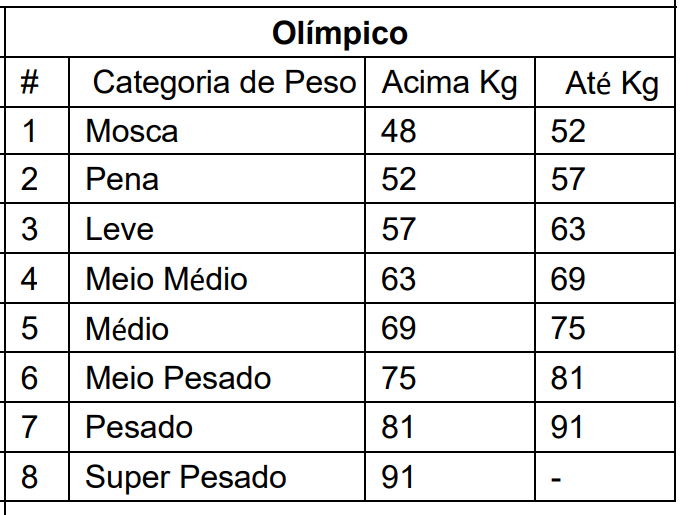 Olímpico
# Categoria de Peso Acima Kg Até Kg
1 Mosca 48 52
2 Pena 52 57
3 Leve 57 63
4 Meio Médio 63 69
5 Médio 69 75
6 Meio Pesado 75 81
7 Pesado 81 91
8 Super Pesado 91 -